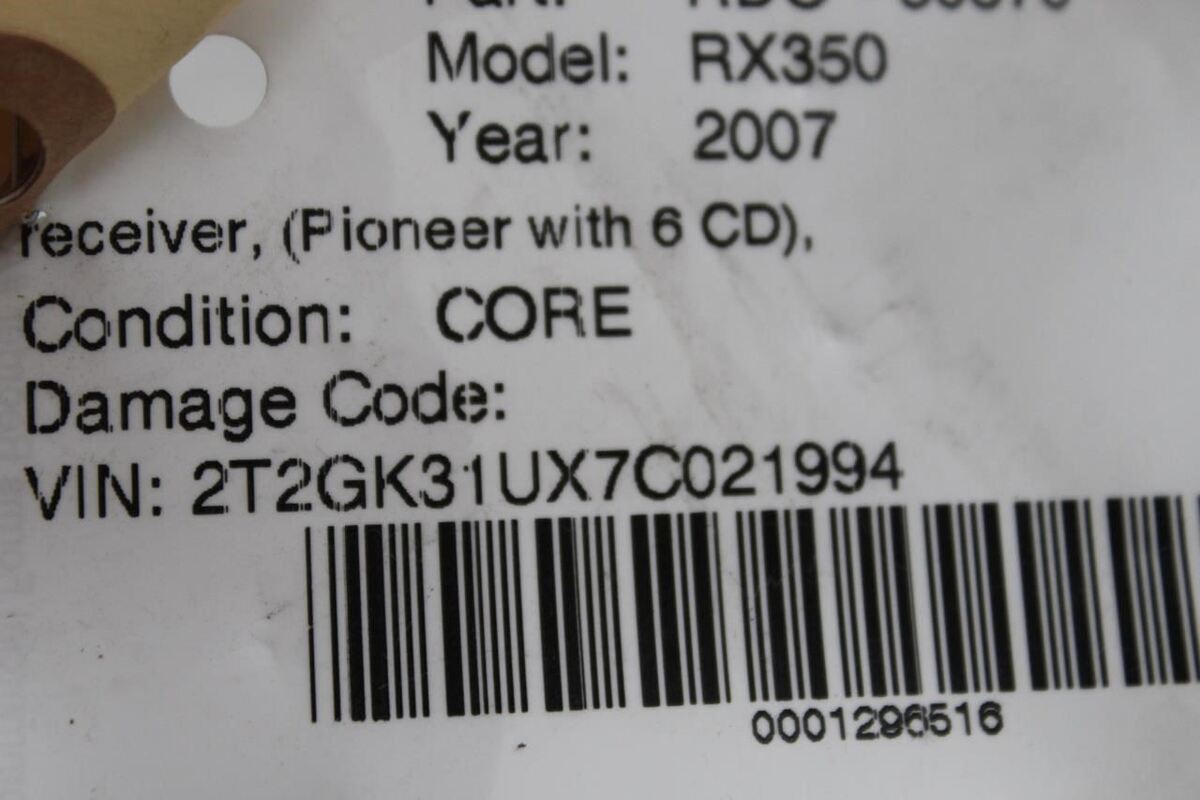 Model: RX350
Year: 2007
receiver, (Pioneer with 6 CD),
Condition: CORE
Damage Code:
VIN: 2T2GK31UX7C021994
0001296516